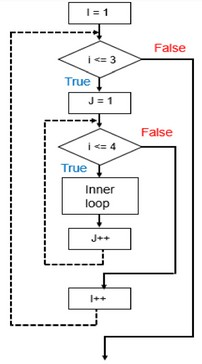 I = 1
i <= 3
False
True
J = 1
i <= 4
False
True
Inner
loop
J++
I++